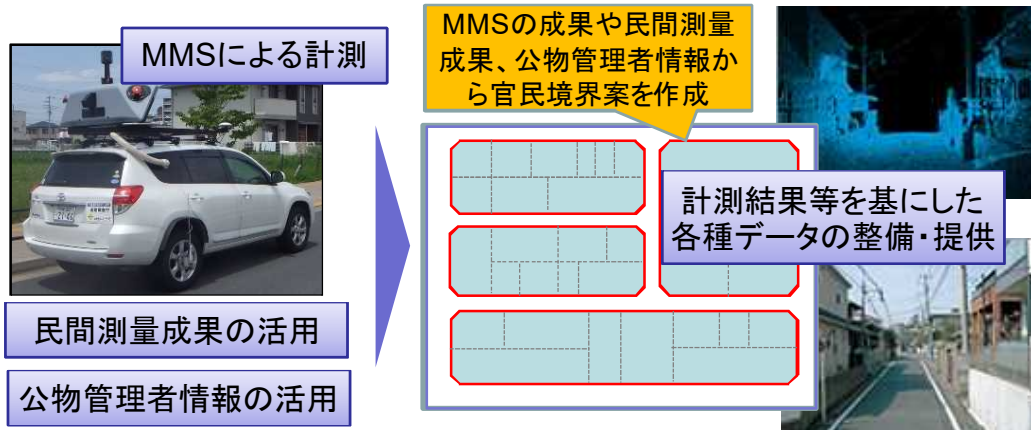 MMSによる計測
民間測量成果の活用
公物管理者情報の活用
MMSの成果や民間測量
成果、公物管理者情報か
ら官民境界案を作成
計測結果等を基にした
各種データの整備・提供